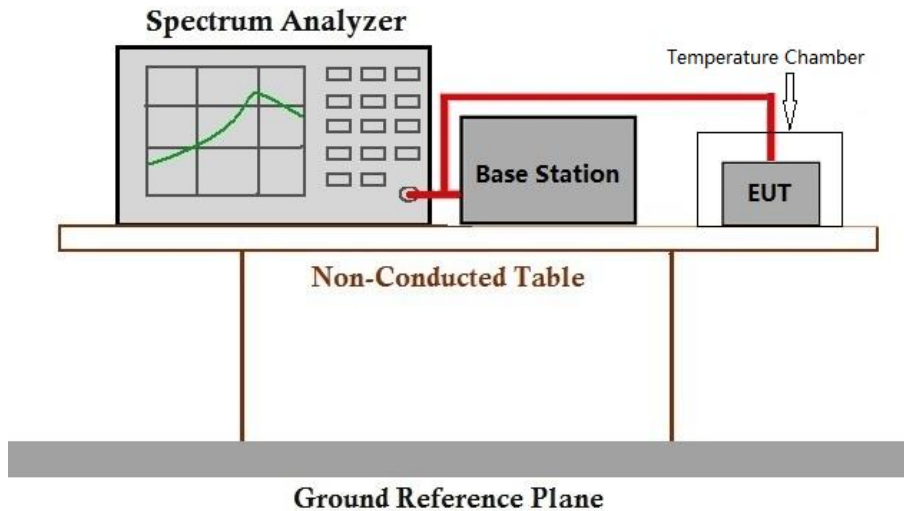 Spectrum Analyzer
Temperature Chamber
Base Station
EUT
Non-Conducted Table
Ground Reference Plane